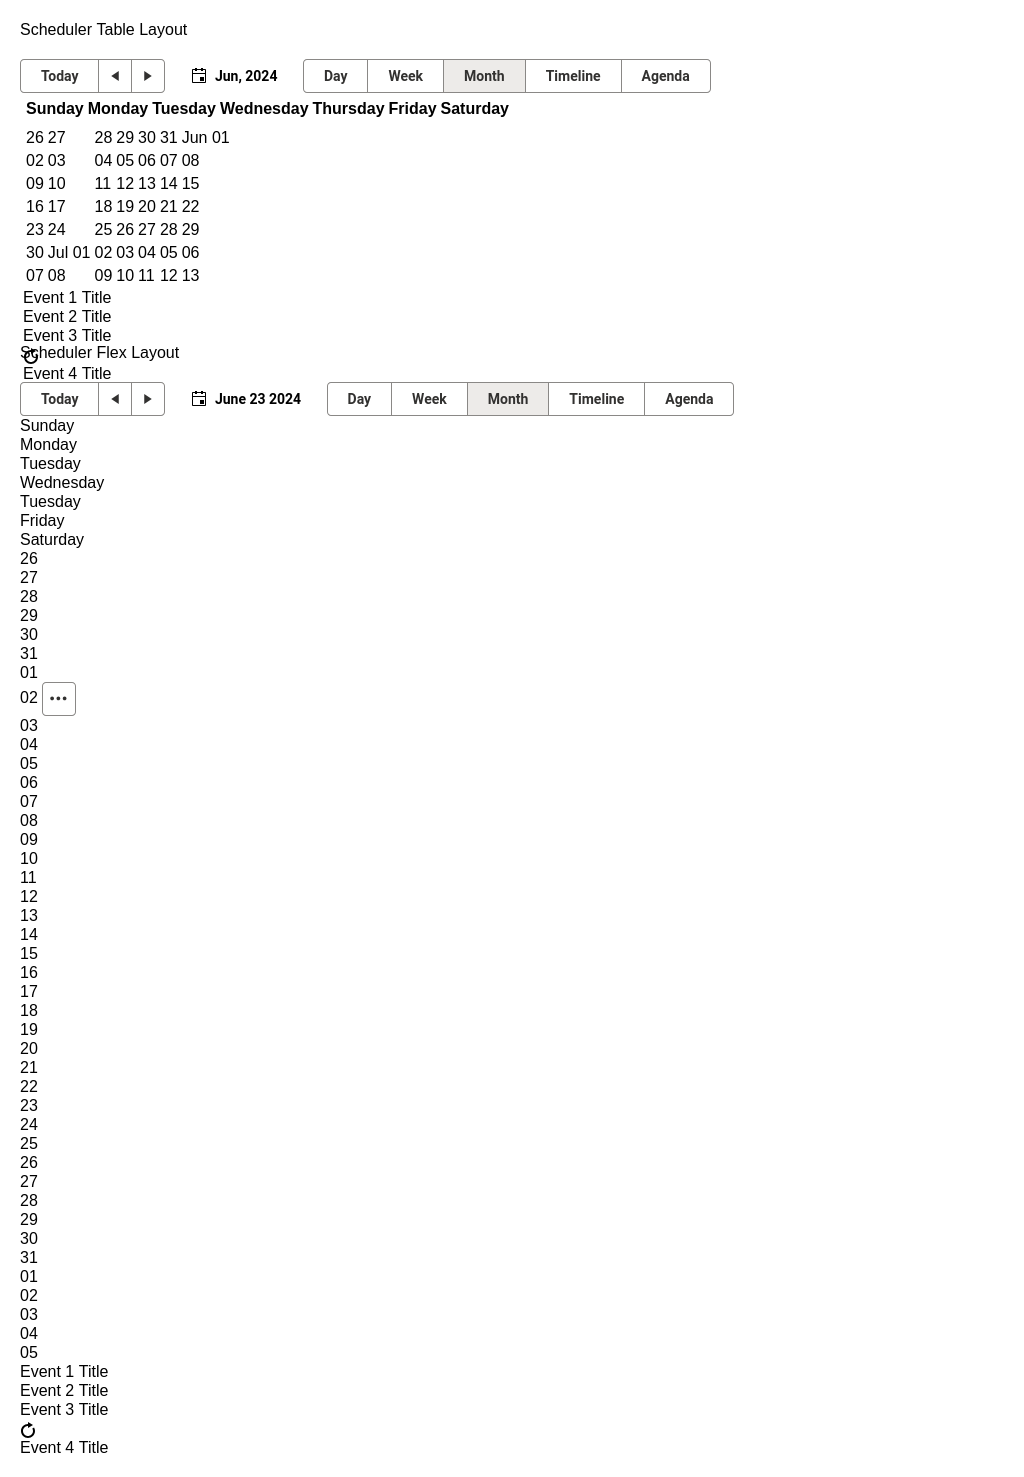 Scheduler Table Layout
Today Jun, 2024 Day Week Month Timeline Agenda
Sunday Monday Tuesday Wednesday Thursday Friday Saturday
26 27 28 29 30 31 Jun 01
02 03 04 05 06 07 08
09 10 11 12 13 14 15
16 17 18 19 20 21 22
23 24 25 26 27 28 29
30 Jul 01 02 03 04 05 06
07 08 09 10 11 12 13
Event 1 Title
Event 2 Title
Event 3 Title
Scheduler Flex Layout
Event 4 Title
Today June 23 2024 Day Week Month Timeline Agenda
Sunday
Monday
Tuesday
Wednesday
Tuesday
Friday
Saturday
26
27
28
29
30
31
01
02
03
04
05
06
07
08
09
10
11
12
13
14
15
16
17
18
19
20
21
22
23
24
25
26
27
28
29
30
31
01
02
03
04
05
Event 1 Title
Event 2 Title
Event 3 Title
Event 4 Title